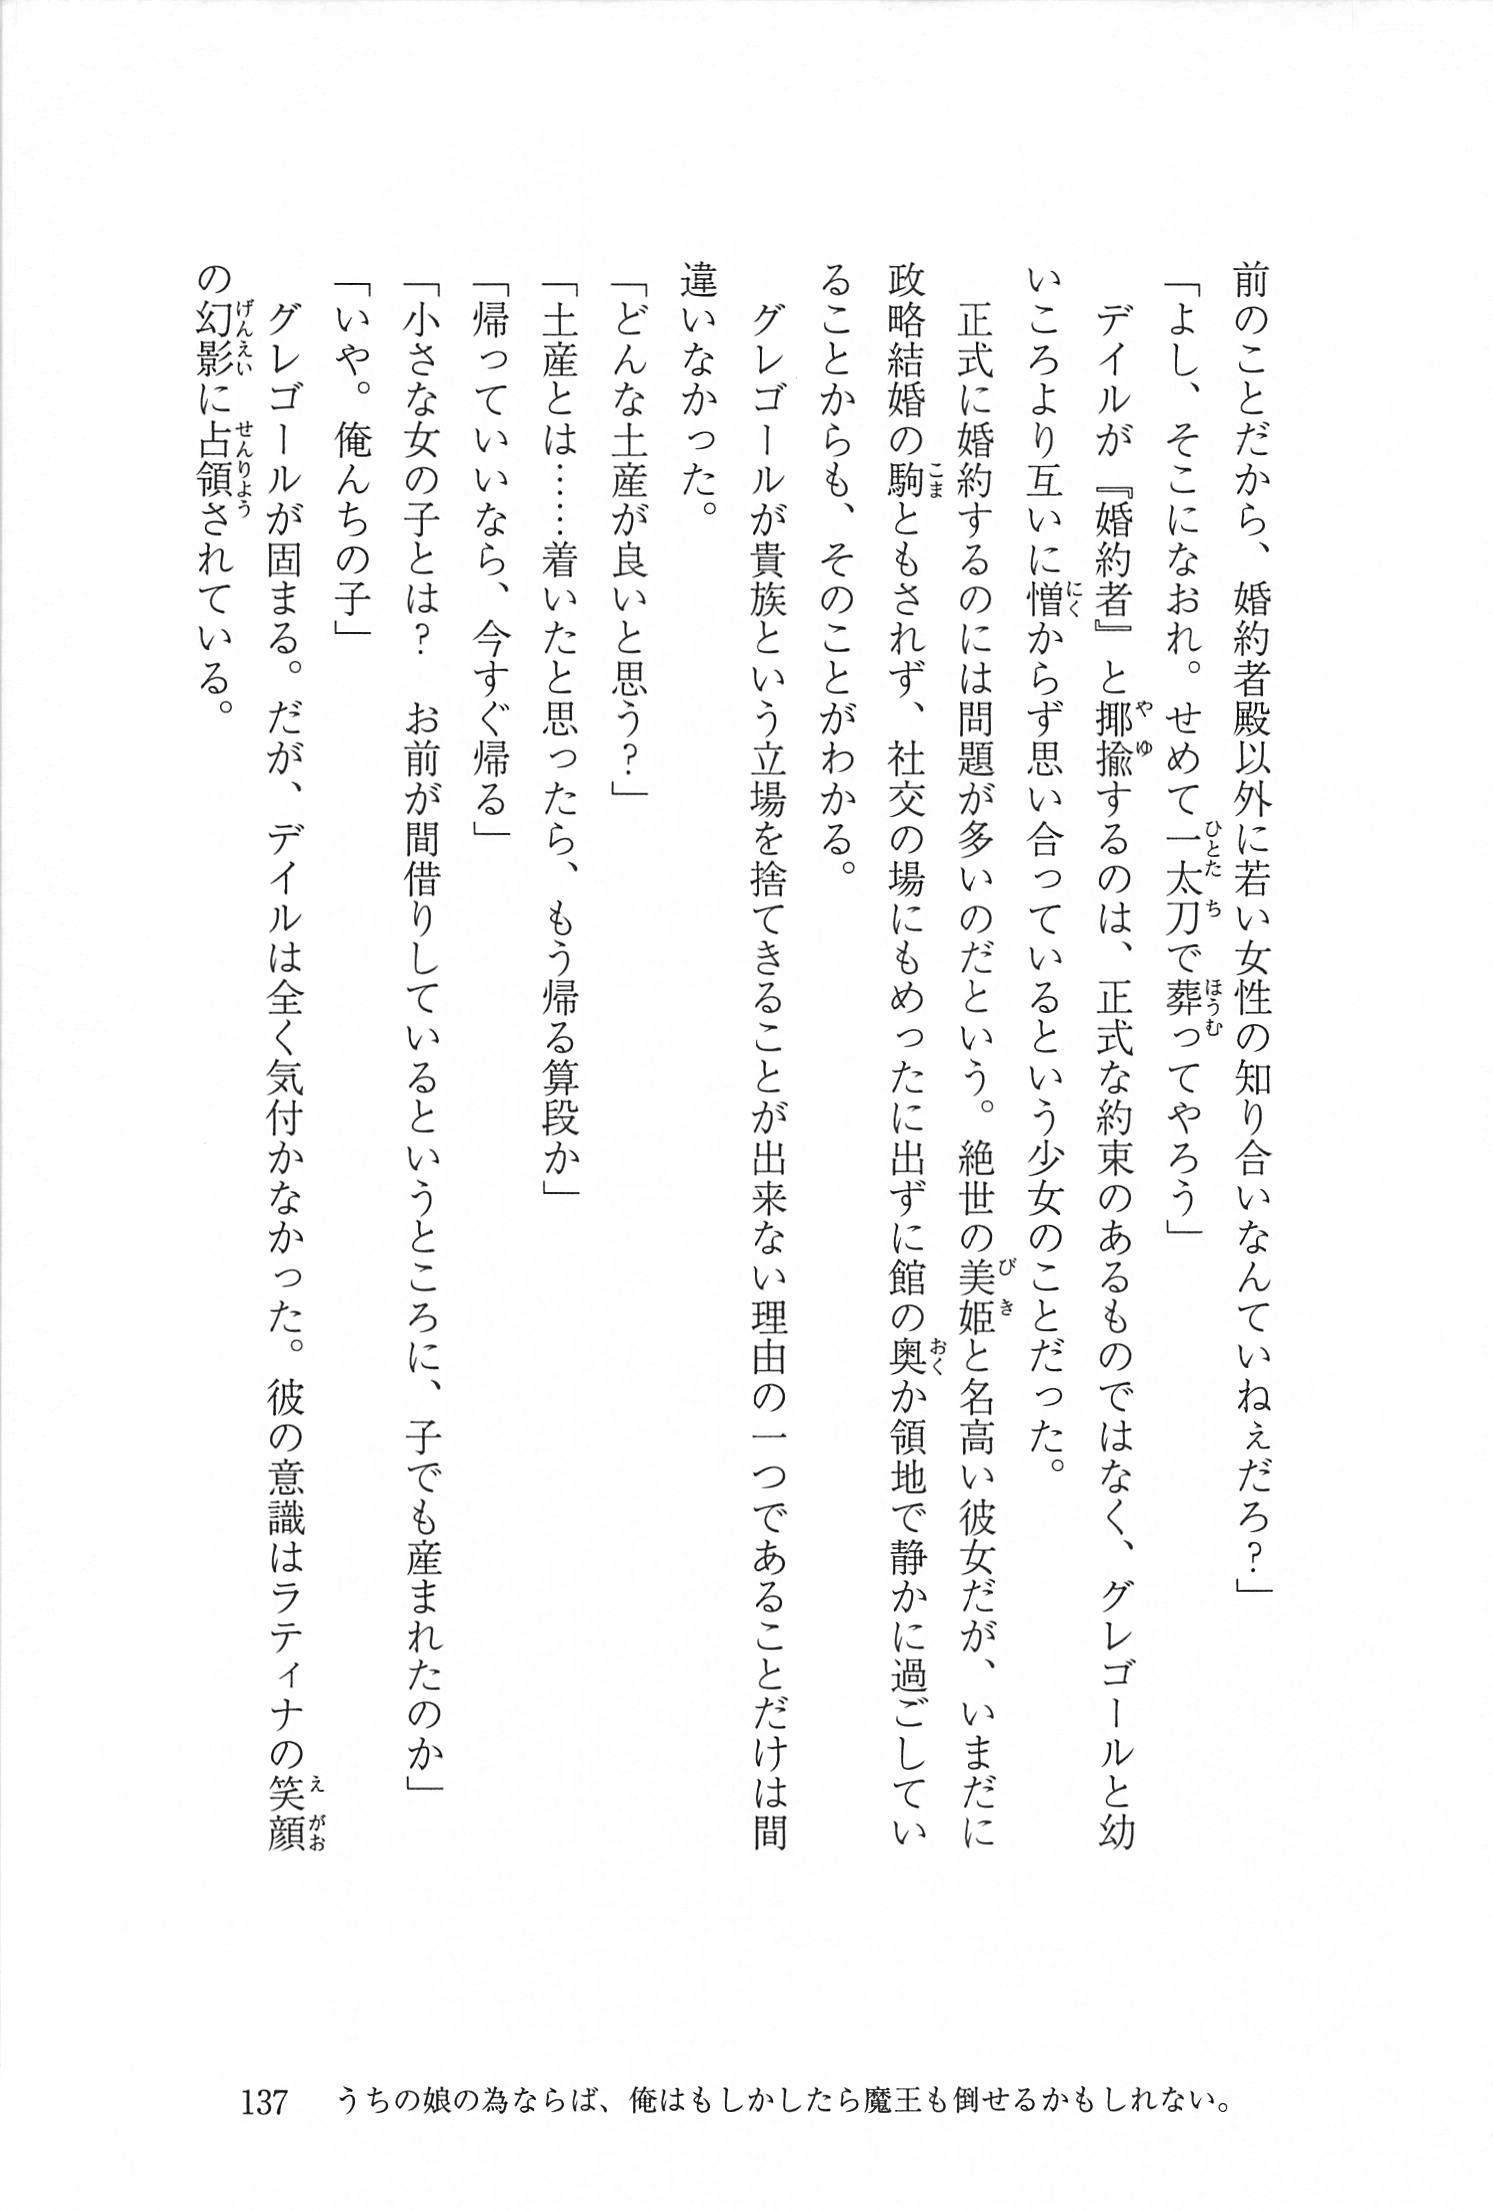 前のことだから、婚約者殿以外に若い女性の知り合いなんていねぇだろ?」
「よし、そこになおれ。せめて一太刀で葬ってやろう」
　デイルが『婚約者』と揶揄するのは、正式な約束のあるものではなく、グレゴールと幼
いころより互いに憎からず思い合っているという少女のことだった。
　正式に婚約するのには問題が多いのだという。絶世の美姫と名高い彼女だが、いまだに
政略結婚の駒ともされず、社交の場にもめったに出ずに館の奥か領地で静かに過ごしてい
ることからも、そのことがわかる。
　グレゴールが貴族という立場を捨てきることが出来ない理由の一つであることだけは間
違いなかった。
「どんな土産が良いと思う?」
「土産とは……着いたと思ったら、もう帰る算段か」
「帰っていいなら、今すぐ帰る」
「小さな女の子とは?　お前が間借りしているというところに、子でも産まれたのか」
「いや。俺んちの子」
　グレゴールが固まる。だが、デイルは全く気付かなかった。彼の意識はラティナの笑顔
の幻影に占領されている。
137　うちの娘の為ならば、俺はもしかしたら魔王も倒せるかもしれない。